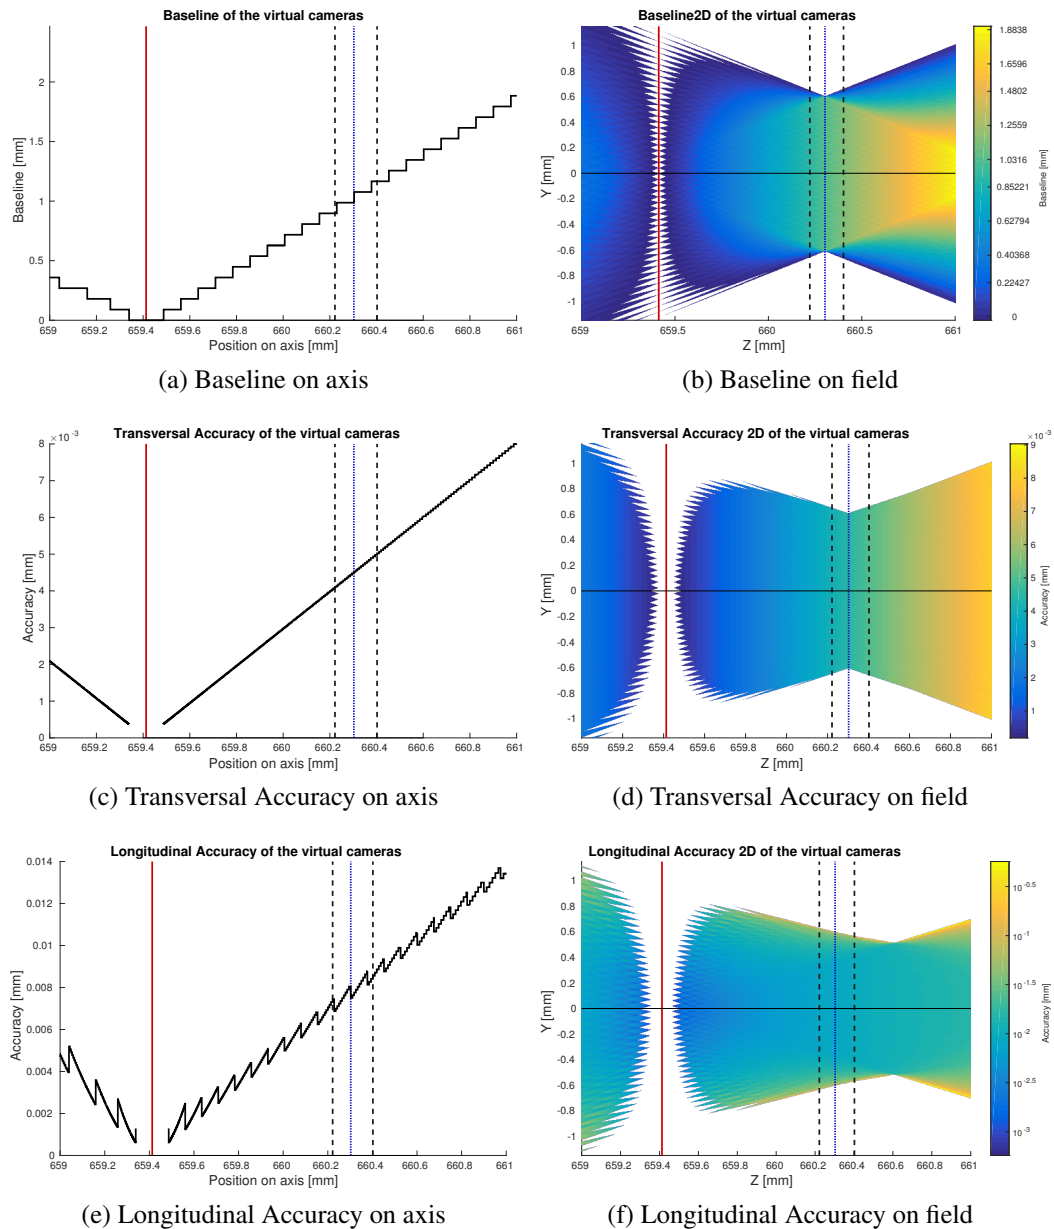 Baseline of the virtual cameras
2
1.5
1
0.5
0
Baseline [mm]
659 659.2 659.4 659.6 659.8 660 660.2 660.4 660.6 660.8 661
Position on axis [mm]
(a) Baseline on axis
Baseline2D of the virtual cameras
1
0.8
0.6
0.4
0.2
0
-0.2
-0.4
-0.6
-0.8
-1
Y [mm]
659 659.5 660 660.5 661
Z [mm]
1.8838
1.6596
1.4802
1.2559
1.0316
0.85221
0.62794
0.40368
0.22427
0
Baseline [mm]
(b) Baseline on field
Transversal Accuracy of the virtual cameras
×10⁻³
8
7
6
5
4
3
2
1
0
Accuracy [mm]
659 659.2 659.4 659.6 659.8 660 660.2 660.4 660.6 660.8 661
Position on axis [mm]
(c) Transversal Accuracy on axis
Transversal Accuracy 2D of the virtual cameras
1
0.8
0.6
0.4
0.2
0
-0.2
-0.4
-0.6
-0.8
-1
Y [mm]
659 659.2 659.4 659.6 659.8 660 660.2 660.4 660.6 660.8 661
Z [mm]
×10⁻³
9
8
7
6
5
4
3
2
1
Accuracy [mm]
(d) Transversal Accuracy on field
Longitudinal Accuracy of the virtual cameras
0.014
0.012
0.01
0.008
0.006
0.004
0.002
0
Accuracy [mm]
659 659.2 659.4 659.6 659.8 660 660.2 660.4 660.6 660.8 661
Position on axis [mm]
(e) Longitudinal Accuracy on axis
Longitudinal Accuracy 2D of the virtual cameras
1
0.8
0.6
0.4
0.2
0
-0.2
-0.4
-0.6
-0.8
-1
Y [mm]
659 659.2 659.4 659.6 659.8 660 660.2 660.4 660.6 660.8 661
Z [mm]
10^-0.5
10^-1
10^-1.5
10^-2
10^-2.5
10^-3
Accuracy [mm]
(f) Longitudinal Accuracy on field